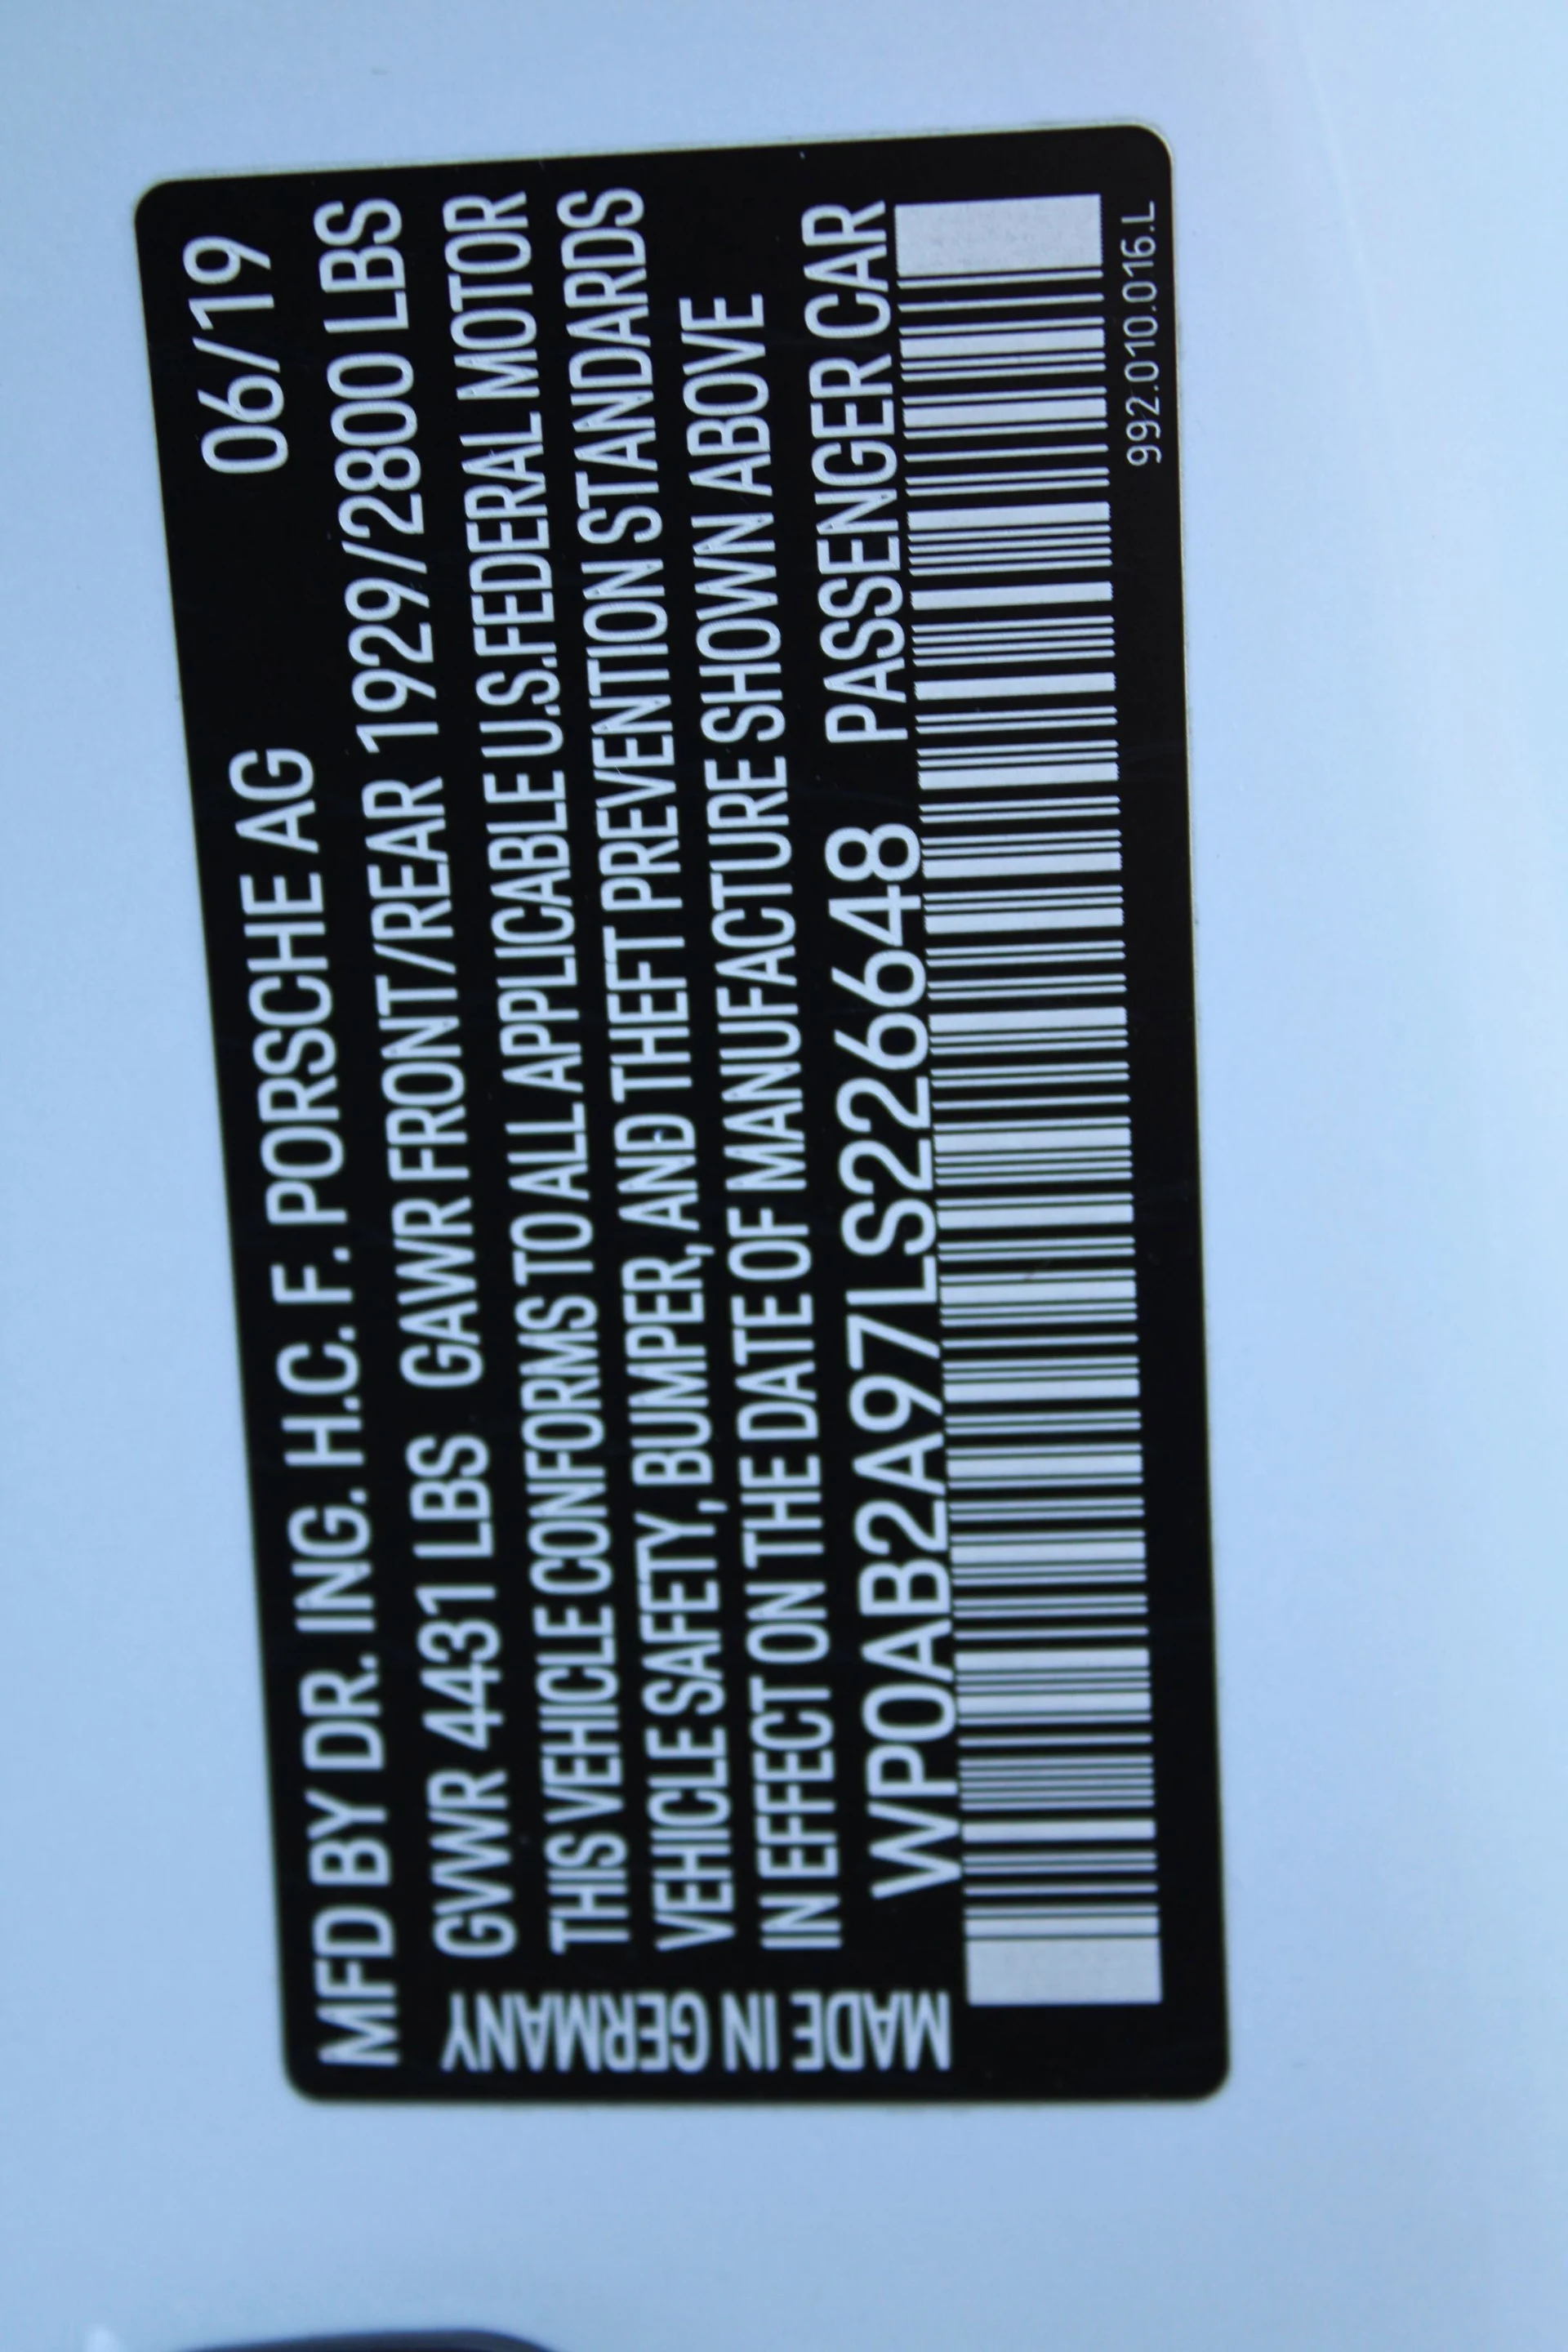 MFD BY DR. ING. H.C. F. PORSCHE AG 06/19
GVWR 4431 LBS GAWR FRONT/REAR 1929/2800 LBS
THIS VEHICLE CONFORMS TO ALL APPLICABLE U.S.FEDERAL MOTOR
VEHICLE SAFETY, BUMPER, AND THEFT PREVENTION STANDARDS
IN EFFECT ON THE DATE OF MANUFACTURE SHOWN ABOVE
WP0AB2A97LS226648 PASSENGER CAR
992.010.016.L
MADE IN GERMANY